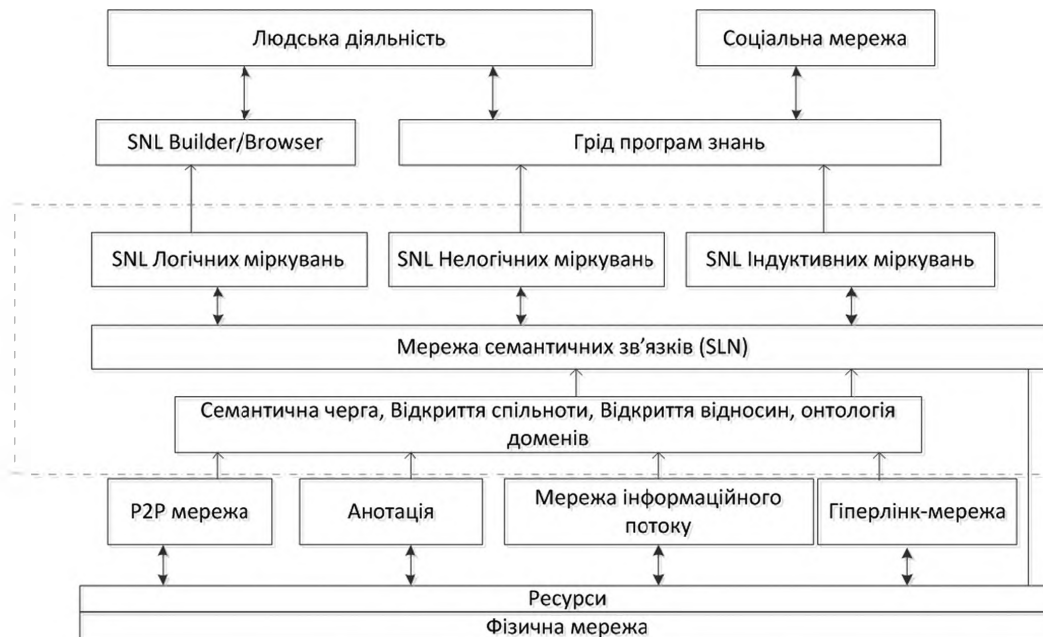 Людська діяльність
Соціальна мережа
SNL Builder/Browser
Грід програм знань
SNL Логічних міркувань
SNL Нелогічних міркувань
SNL Індуктивних міркувань
Мережа семантичних зв’язків (SLN)
Семантична черга, Відкриття спільноти, Відкриття відносин, онтологія
доменів
P2P мережа
Анотація
Мережа інформаційного
потоку
Гіперлінк-мережа
Ресурси
Фізична мережа